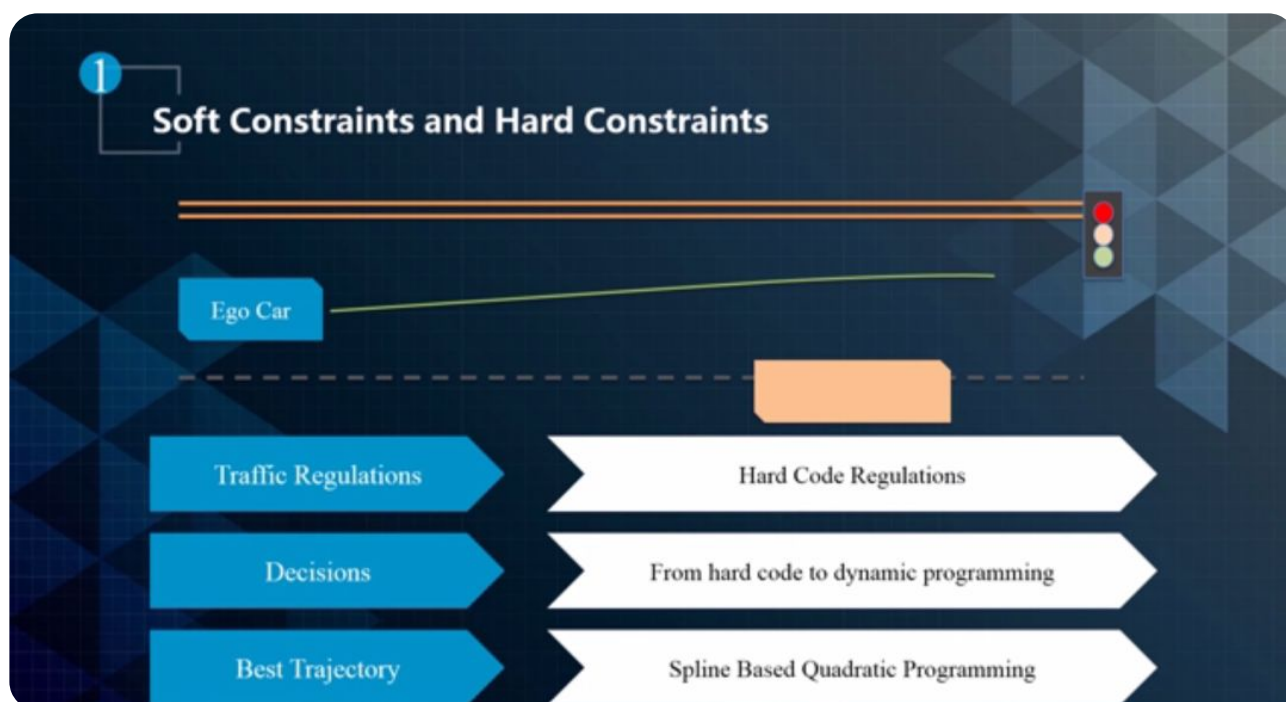 1
Soft Constraints and Hard Constraints
Ego Car
Traffic Regulations
Hard Code Regulations
Decisions
From hard code to dynamic programming
Best Trajectory
Spline Based Quadratic Programming